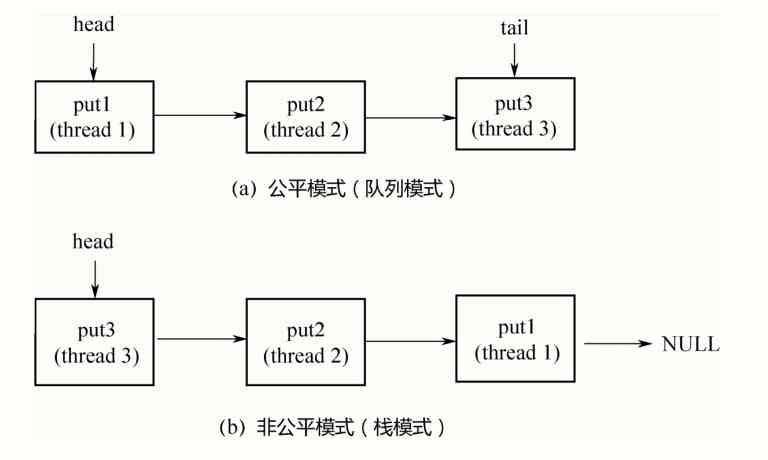 head
tail
put1
(thread 1)
put2
(thread 2)
put3
(thread 3)
(a) 公平模式（队列模式）
head
put3
(thread 3)
put2
(thread 2)
put1
(thread 1)
NULL
(b) 非公平模式（栈模式）